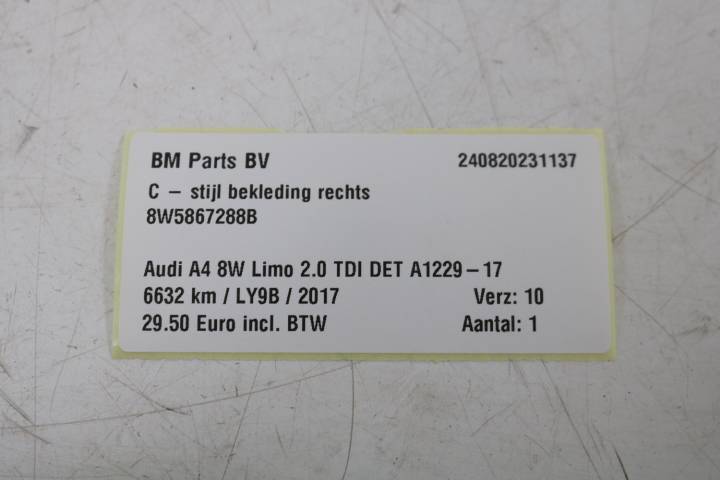 BM Parts BV 240820231137
C – stijl bekleding rechts
8W5867288B
Audi A4 8W Limo 2.0 TDI DET A1229–17
6632 km / LY9B / 2017 Verz: 10
29.50 Euro incl. BTW Aantal: 1